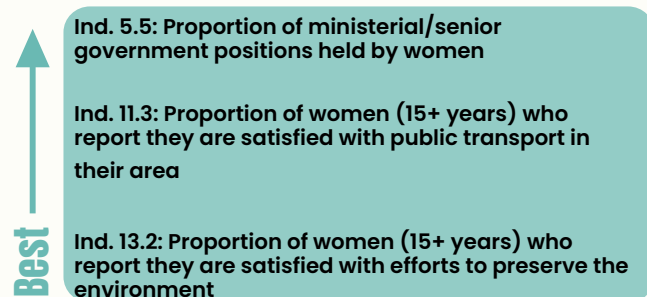 Ind. 5.5: Proportion of ministerial/senior
government positions held by women
Ind. 11.3: Proportion of women (15+ years) who
report they are satisfied with public transport in
their area
Ind. 13.2: Proportion of women (15+ years) who
report they are satisfied with efforts to preserve the
environment
Best